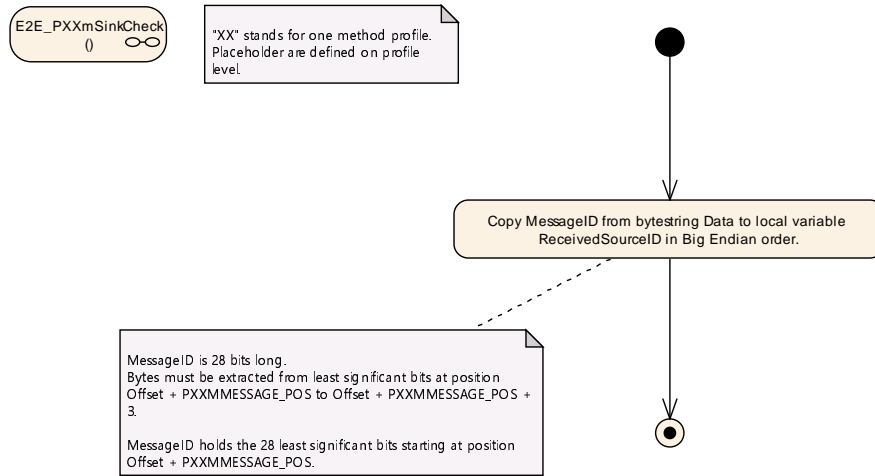 E2E_PXXmSinkCheck
()
"XX" stands for one method profile.
Placeholder are defined on profile
level.
Copy MessageID from bytestring Data to local variable
ReceivedSourceID in Big Endian order.
MessageID is 28 bits long.
Bytes must be extracted from least significant bits at position
Offset + PXXMMESSAGE_POS to Offset + PXXMMESSAGE_POS +
3.
MessageID holds the 28 least significant bits starting at position
Offset + PXXMMESSAGE_POS.